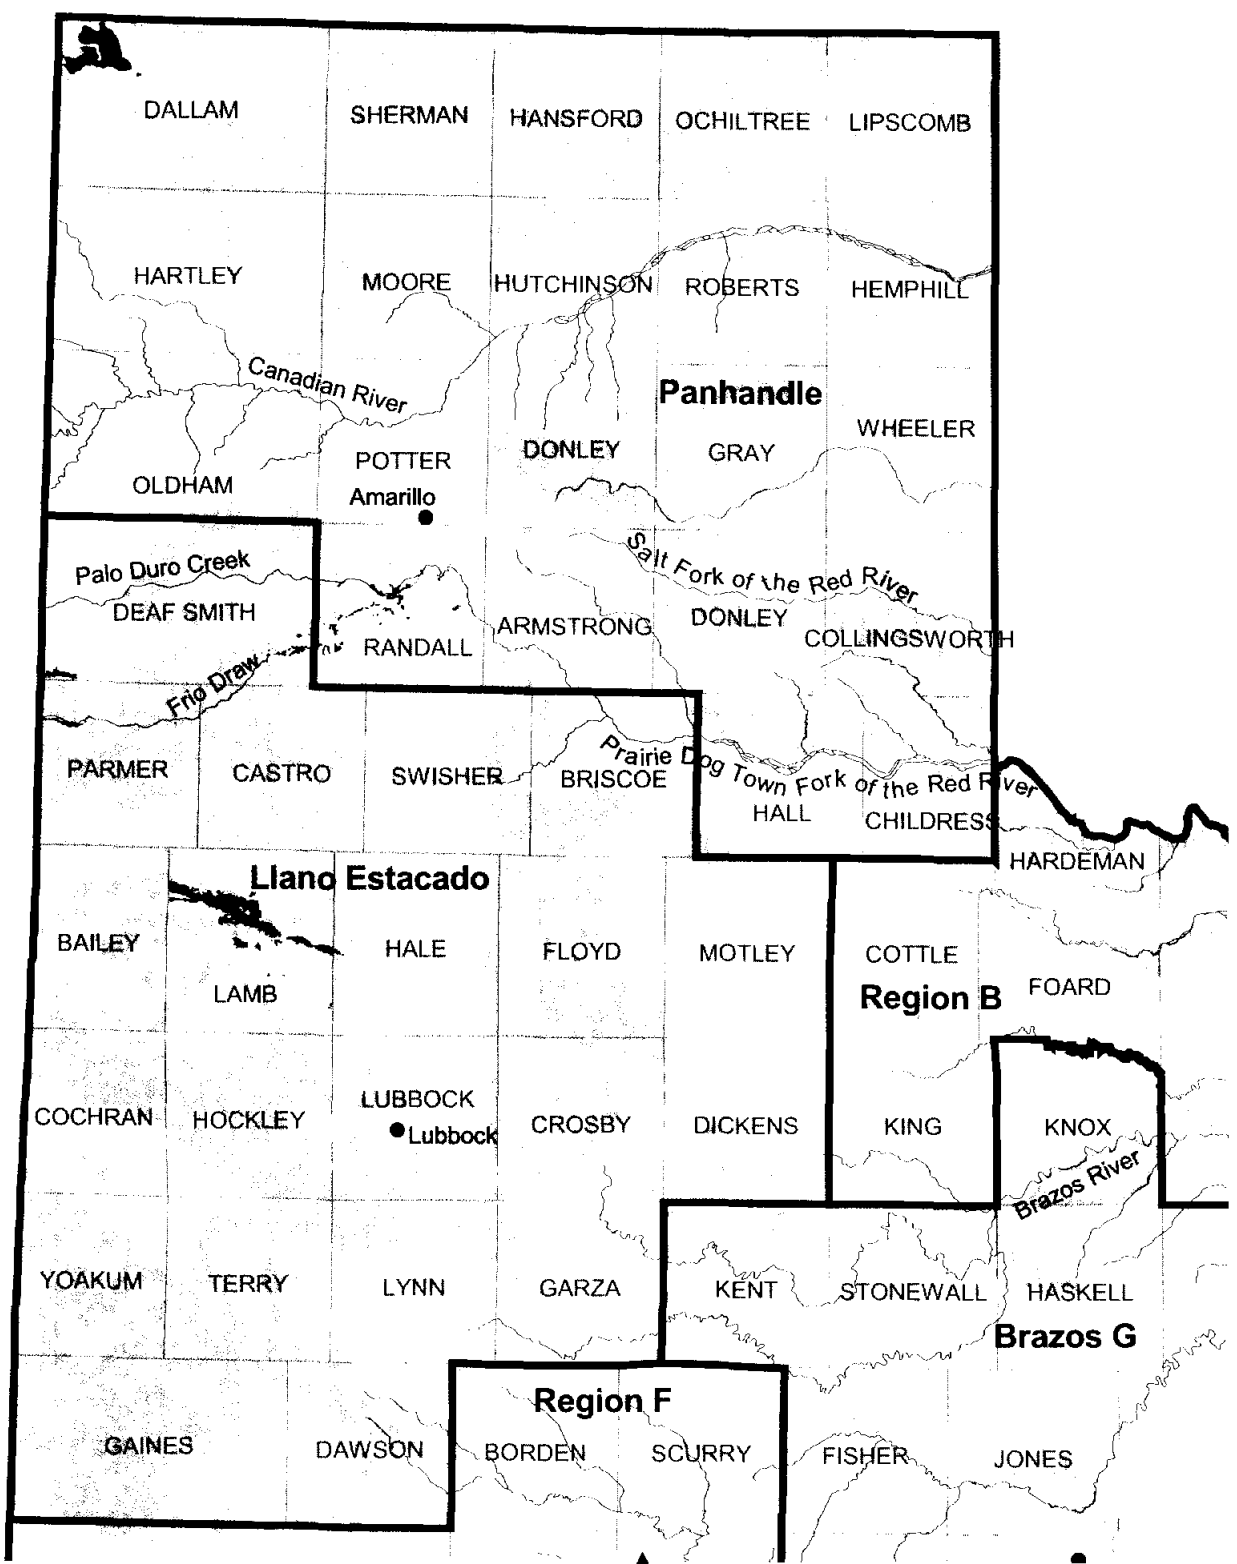 DALLAM
SHERMAN
HANSFORD
OCHILTREE
LIPSCOMB
HARTLEY
MOORE
HUTCHINSON
ROBERTS
HEMPHILL
Canadian River
Panhandle
WHEELER
DONLEY
GRAY
POTTER
OLDHAM
Amarillo
Palo Duro Creek
Salt Fork of the Red River
DEAF SMITH
DONLEY
ARMSTRONG
COLLINGSWORTH
RANDALL
Frio Draw
PARMER
CASTRO
SWISHER
BRISCOE
Prairie Dog Town Fork of the Red River
HALL
CHILDRESS
HARDEMAN
Llano Estacado
BAILEY
HALE
FLOYD
MOTLEY
COTTLE
LAMB
Region B
FOARD
LUBBOCK
COCHRAN
HOCKLEY
Lubbock
CROSBY
DICKENS
KING
KNOX
Brazos River
YOAKUM
TERRY
LYNN
GARZA
KENT
STONEWALL
HASKELL
Brazos G
Region F
GAINES
DAWSON
BORDEN
SCURRY
FISHER
JONES